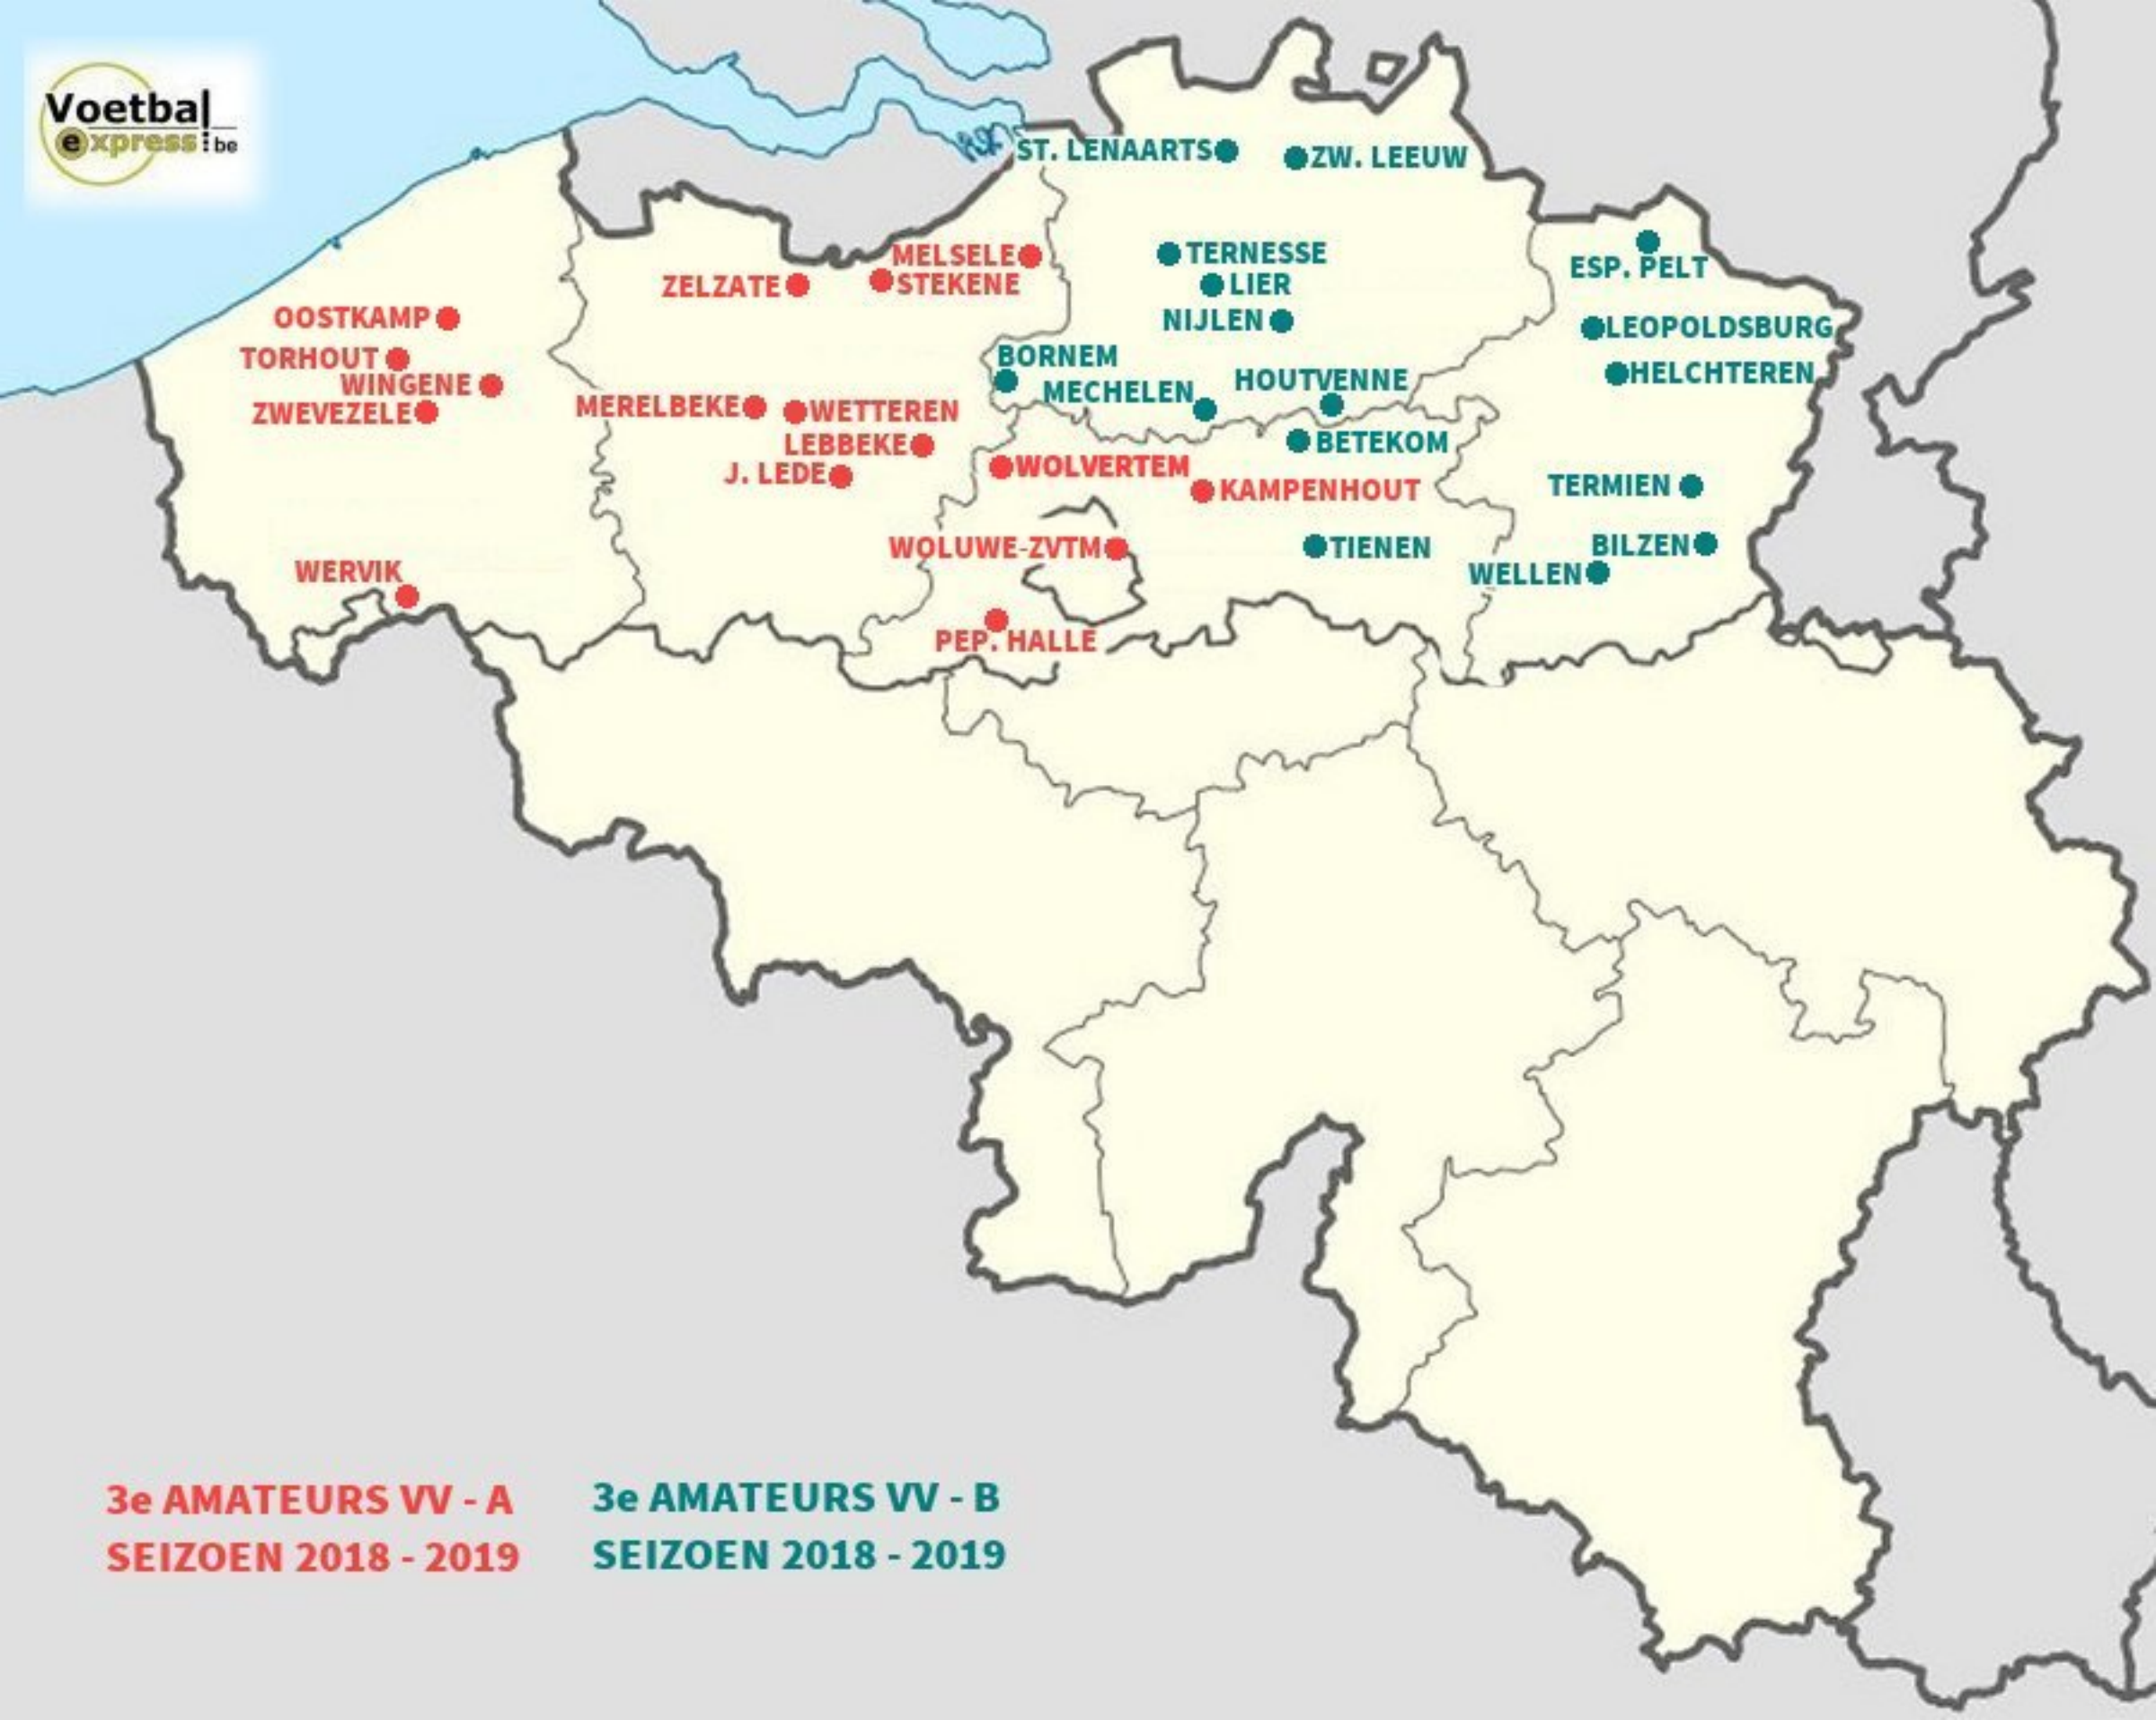 Voetbal
express.be
ST. LENAARTS
ZW. LEEUW
MELSELE
TERNESSE
ESP. PELT
ZELZATE
STEKENE
LIER
OOSTKAMP
NIJLEN
LEOPOLDSBURG
TORHOUT
BORNEM
WINGENE
HOUTVENNE
HELCHTEREN
MECHELEN
ZWEVEZELE
MERELBEKE
WETTEREN
LEBBEKE
BETEKOM
J. LEDE
WOLVERTEM
KAMPENHOUT
TERMIEN
WOLUWE-ZVTM
TIENEN
BILZEN
WERVIK
WELLEN
PEP. HALLE
3e AMATEURS VV - A
SEIZOEN 2018 - 2019
3e AMATEURS VV - B
SEIZOEN 2018 - 2019